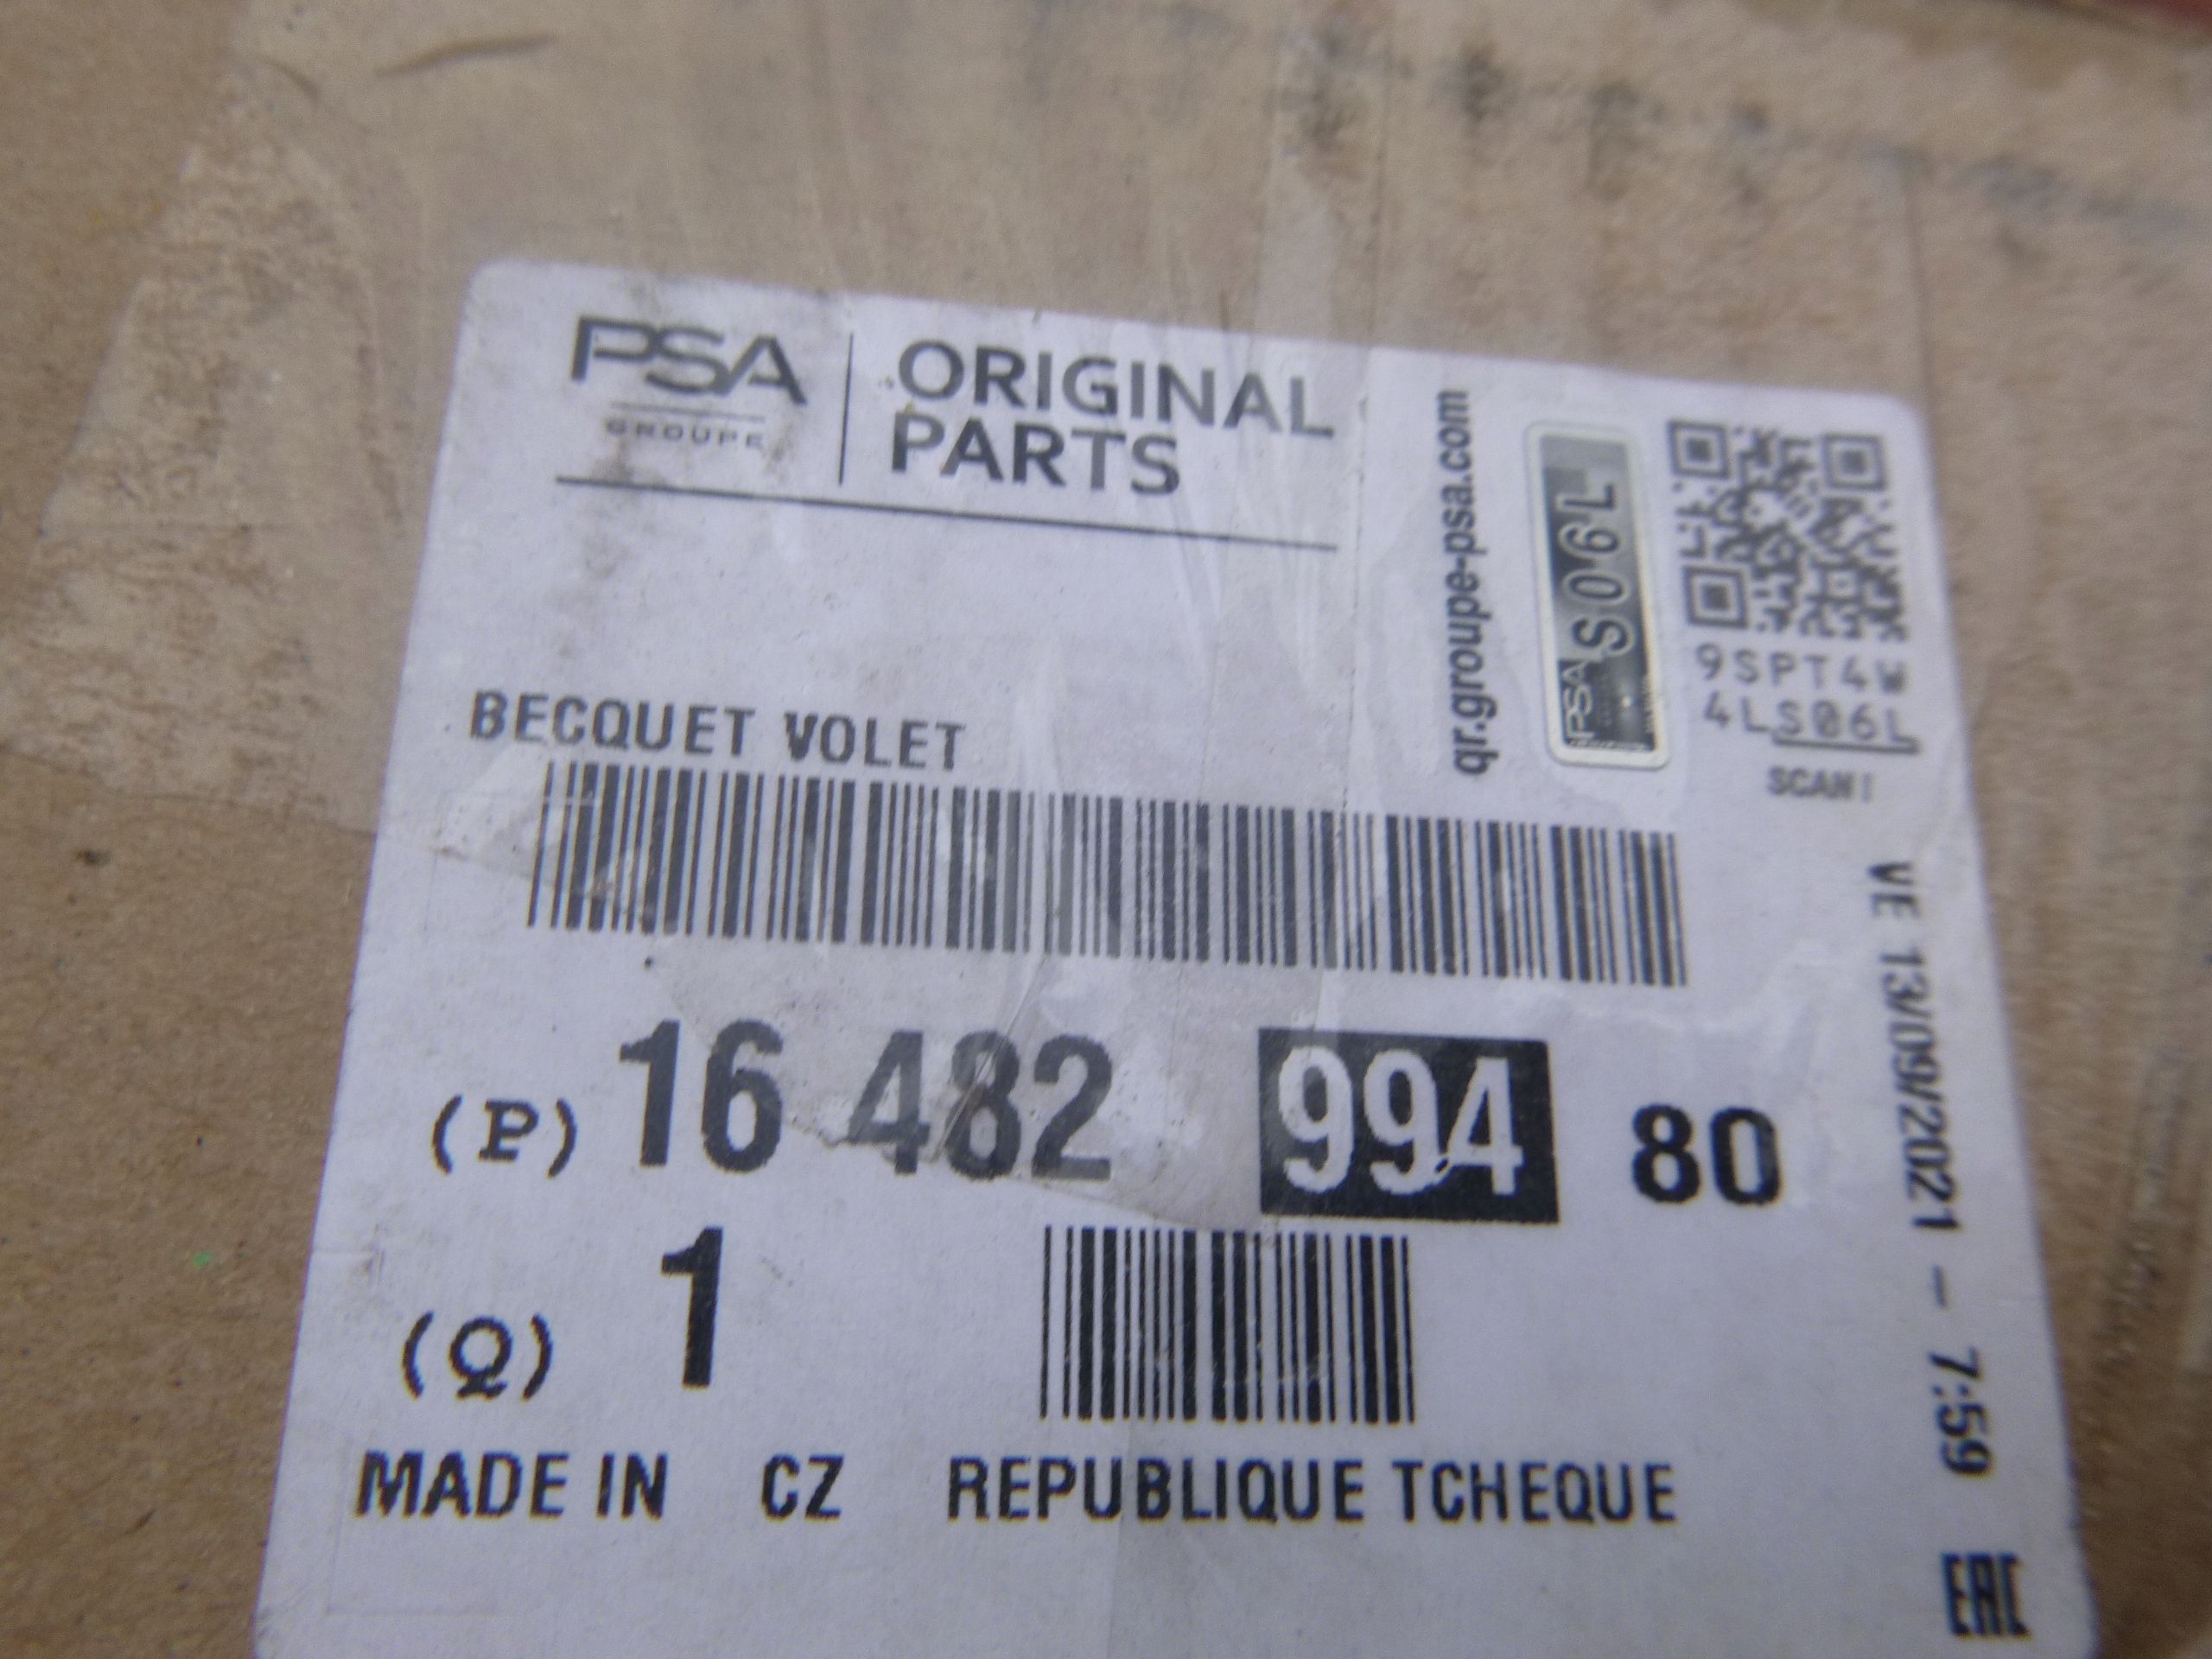 PSA
GROUPE
ORIGINAL
PARTS
qr.groupe-psa.com
PSA
S06L
9SPT4W
4LS06L
SCAN!
BECQUET VOLET
(P) 16 482 994 80
(Q) 1
MADE IN CZ REPUBLIQUE TCHEQUE
VE 13/09/2021 - 7:59
EAC